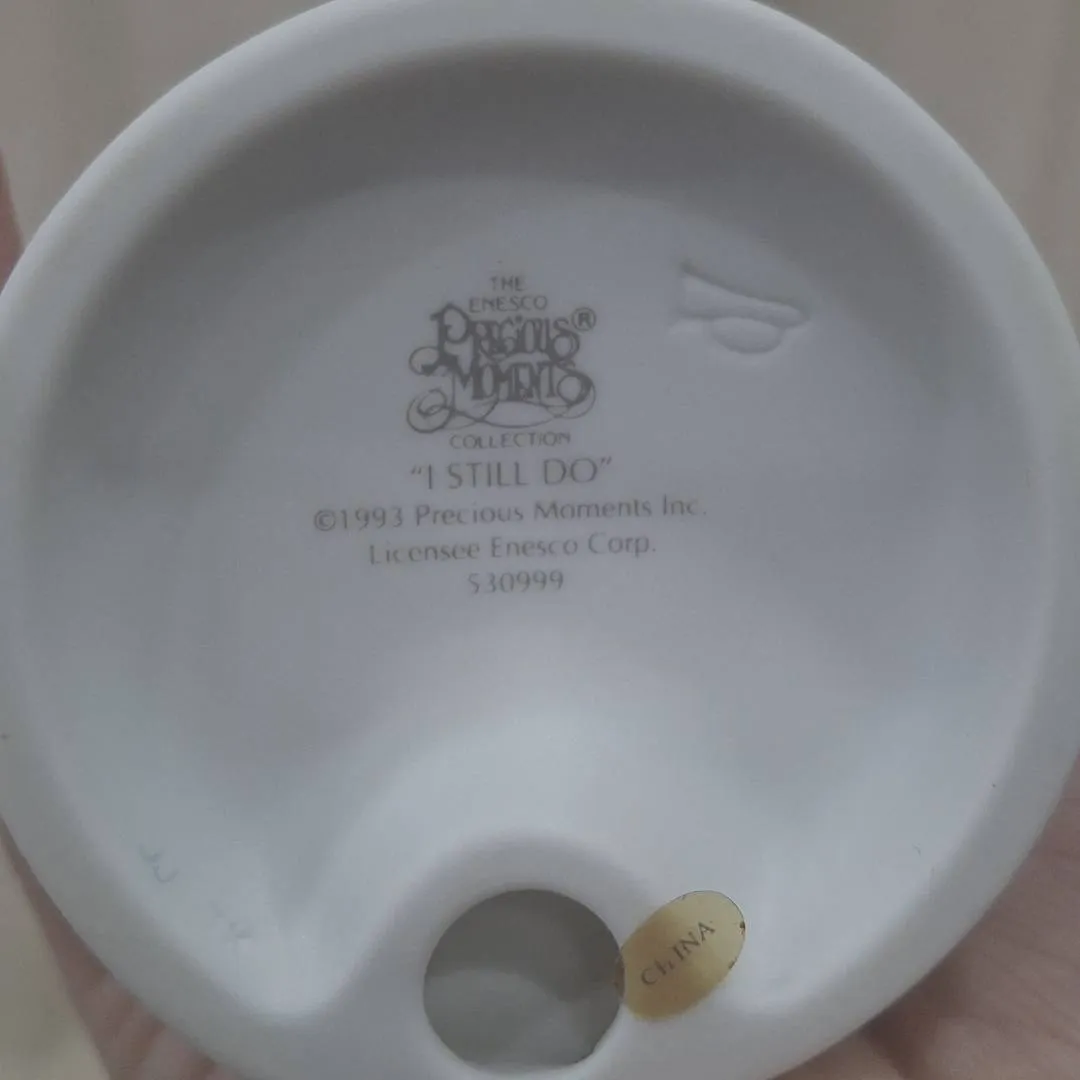 THE
ENESCO
PRECIOUS®
MOMENTS
COLLECTION
“I STILL DO”
©1993 Precious Moments Inc.
Licensee Enesco Corp.
530999
CHINA